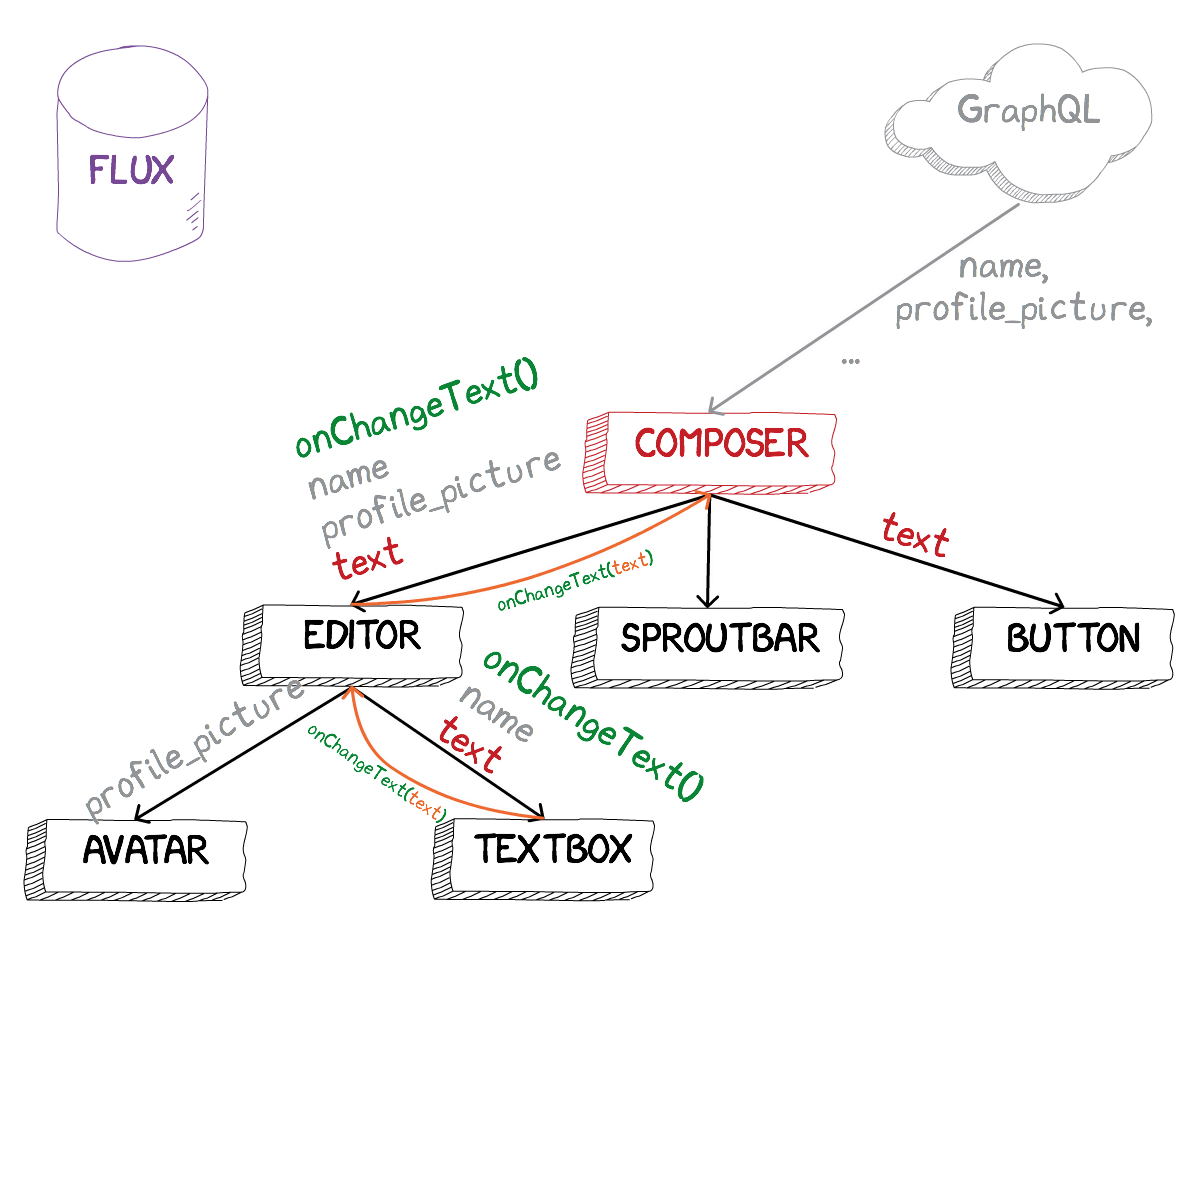 GraphQL
FLUX
name,
profile_picture,
...
onChangeText()
name
profile_picture
text
COMPOSER
text
onChangeText(text)
EDITOR
SPROUTBAR
BUTTON
profile_picture
onChangeText(text)
text
name
onChangeText()
AVATAR
TEXTBOX